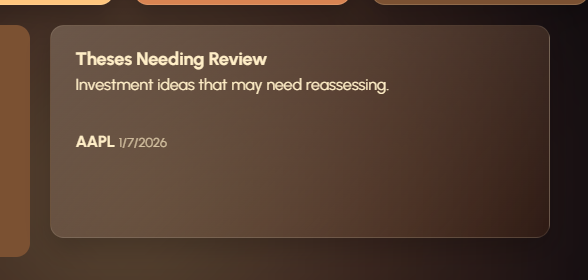 Theses Needing Review
Investment ideas that may need reassessing.
AAPL 1/7/2026